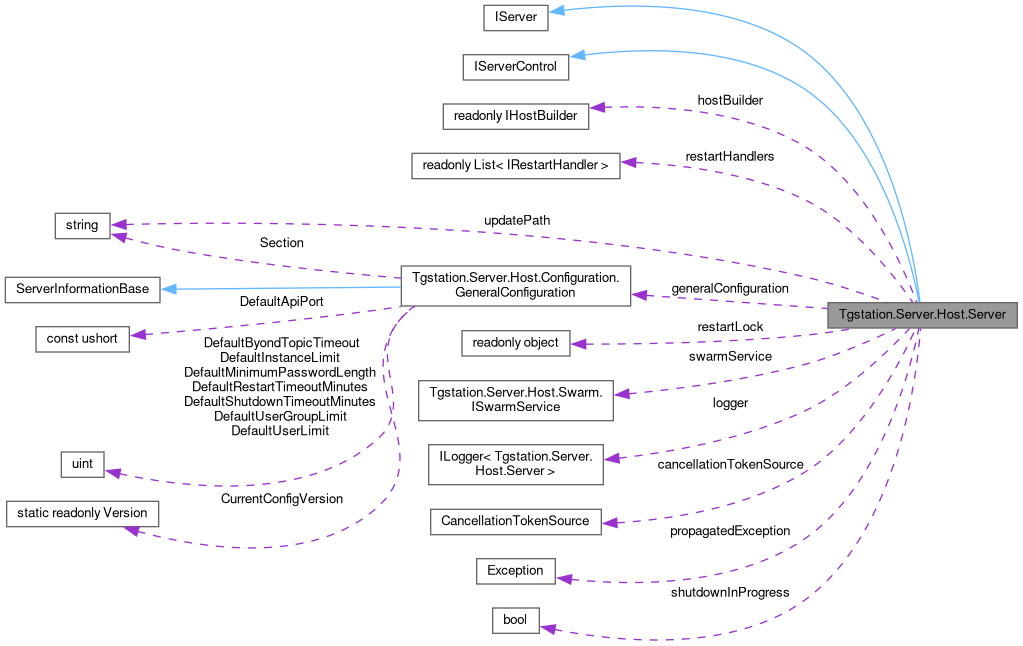 IServer
IServerControl
hostBuilder
readonly IHostBuilder
restartHandlers
readonly List< IRestartHandler >
updatePath
string
Section
Tgstation.Server.Host.Configuration.
GeneralConfiguration
generalConfiguration
ServerInformationBase
DefaultApiPort
Tgstation.Server.Host.Server
const ushort
restartLock
readonly object
DefaultByondTopicTimeout
DefaultInstanceLimit
DefaultMinimumPasswordLength
DefaultRestartTimeoutMinutes
DefaultShutdownTimeoutMinutes
DefaultUserGroupLimit
DefaultUserLimit
swarmService
Tgstation.Server.Host.Swarm.
ISwarmService
logger
ILogger< Tgstation.Server.
Host.Server >
uint
cancellationTokenSource
CurrentConfigVersion
static readonly Version
CancellationTokenSource
propagatedException
Exception
shutdownInProgress
bool